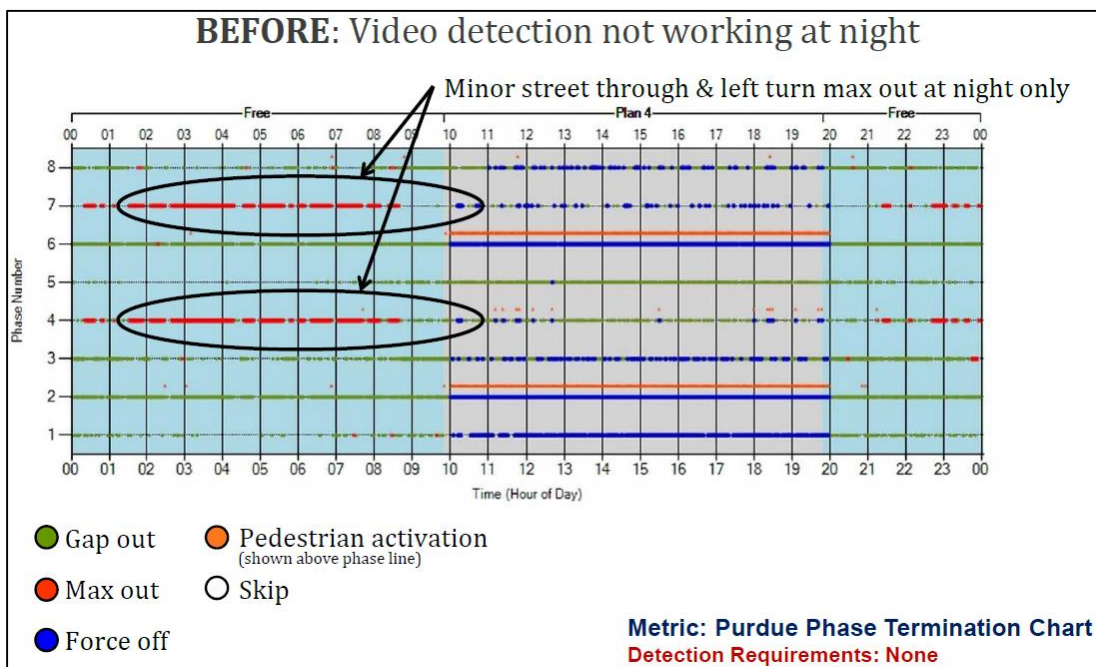 BEFORE: Video detection not working at night
Minor street through & left turn max out at night only
Free Plan 4 Free
00 01 02 03 04 05 06 07 08 09 10 11 12 13 14 15 16 17 18 19 20 21 22 23 00
8
7
6
5
4
3
2
1
Phase Number
00 01 02 03 04 05 06 07 08 09 10 11 12 13 14 15 16 17 18 19 20 21 22 23 00
Time (Hour of Day)
Gap out
Pedestrian activation
(shown above phase line)
Max out
Skip
Force off
Metric: Purdue Phase Termination Chart
Detection Requirements: None